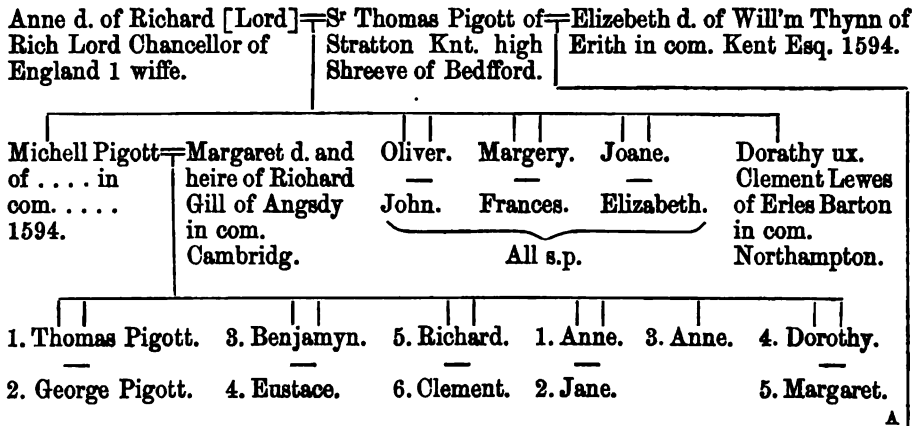 Anne d. of Richard [Lord] Sr Thomas Pigott of Elizebeth d. of Will'm Thynn of
Rich Lord Chancellor of Stratton Knt. high Erith in com. Kent Esq. 1594.
England 1 wiffe. Shreeve of Bedfford.
Michell Pigott Margaret d. and Oliver. Margery. Joane. Dorathy ux.
of .... in heire of Richard Clement Lewes
com. .... Gill of Angsdy John. Frances. Elizabeth. of Erles Barton
1594. in com. in com.
Cambridg. All s.p. Northampton.
1. Thomas Pigott. 3. Benjamyn. 5. Richard. 1. Anne. 3. Anne. 4. Dorothy.
2. George Pigott. 4. Eustace. 6. Clement. 2. Jane. 5. Margaret.
A